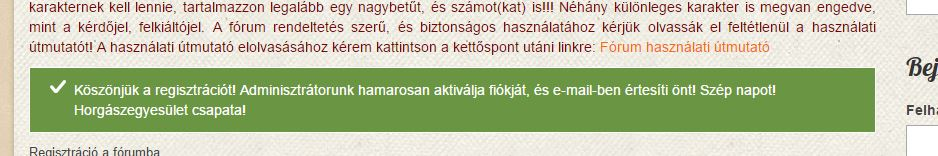 karakternek kell lennie, tartalmazzon legalább egy nagybetűt, és számot(kat) is!!! Néhány különleges karakter is megvan engedve,
mint a kérdőjel, felkiáltójel. A fórum rendeltetés szerű, és biztonságos használatához kérjük olvassák el feltétlenül a használati
útmutatót! A használati útmutató elolvasásához kérem kattintson a kettőspont utáni linkre: Fórum használati útmutató
Köszönjük a regisztrációt! Adminisztrátorunk hamarosan aktiválja fiókját, és e-mail-ben értesíti önt! Szép napot!
Horgászegyesület csapata!
Regisztráció a fórumba
Bej
Felha